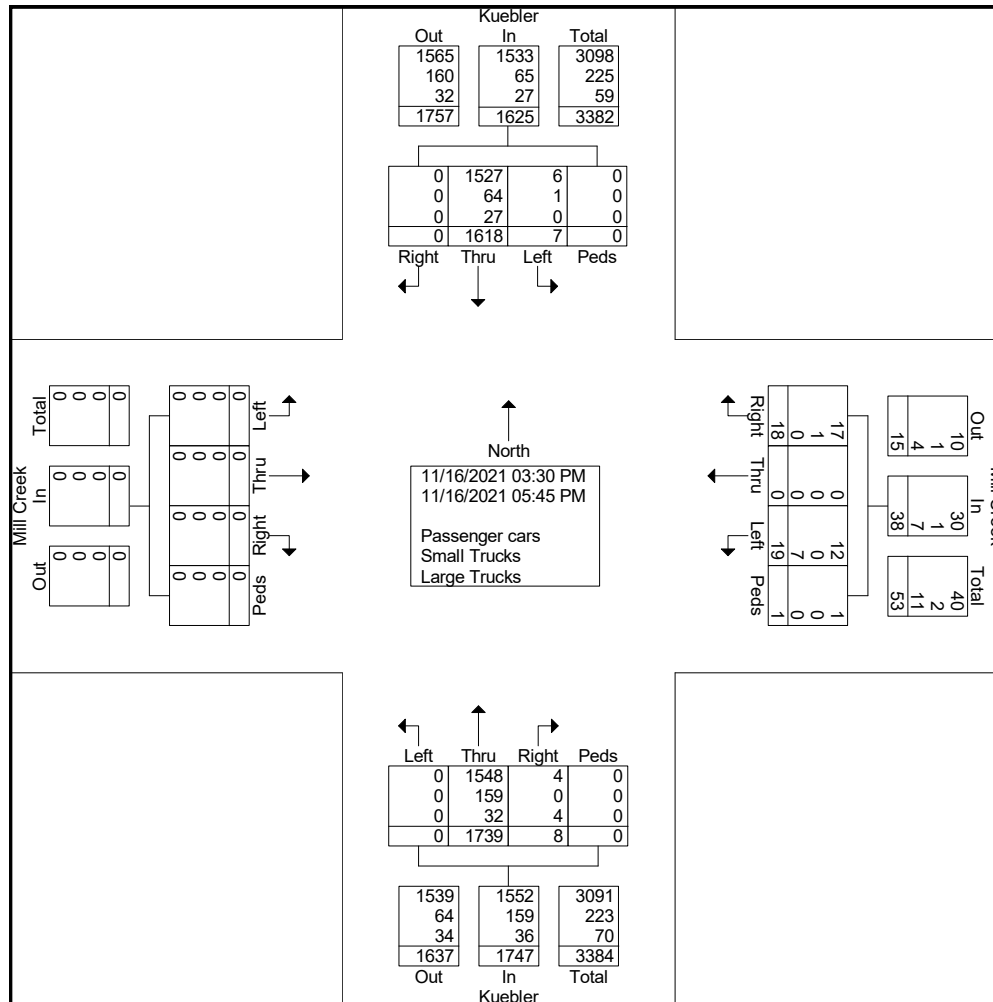 Kuebler
Out In Total
1565 1533 3098
160 65 225
32 27 59
1757 1625 3382
0 1527 6 0
0 64 1 0
0 27 0 0
0 1618 7 0
Right Thru Left Peds
Mill Creek
Total In Out
0 0 0
0 0 0
0 0 0
0 0 0
Left Thru Right Peds
0 0 0 0
0 0 0 0
0 0 0 0
0 0 0 0
North
11/16/2021 03:30 PM
11/16/2021 05:45 PM
Passenger cars
Small Trucks
Large Trucks
Right Thru Left Peds
17 0 12 1
1 0 0 0
0 0 7 0
18 0 19 1
Out In Total
10 30 40
1 1 2
4 7 11
15 38 53
Left Thru Right Peds
0 1548 4 0
0 159 0 0
0 32 4 0
0 1739 8 0
1539 1552 3091
64 159 223
34 36 70
1637 1747 3384
Out In Total
Kuebler